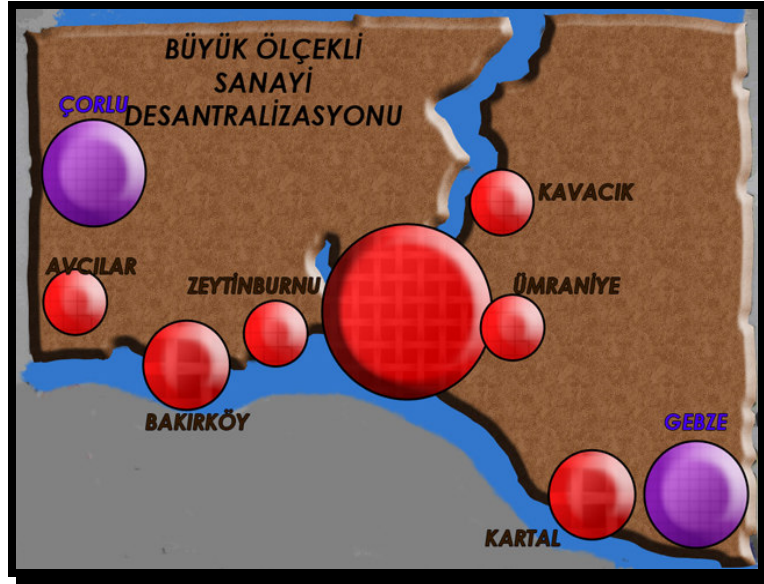 BÜYÜK ÖLÇEKLİ
SANAYİ
DESANTRALİZASYONU
ÇORLU
KAVACIK
AVCILAR
ZEYTİNBURNU
ÜMRANİYE
BAKIRKÖY
GEBZE
KARTAL